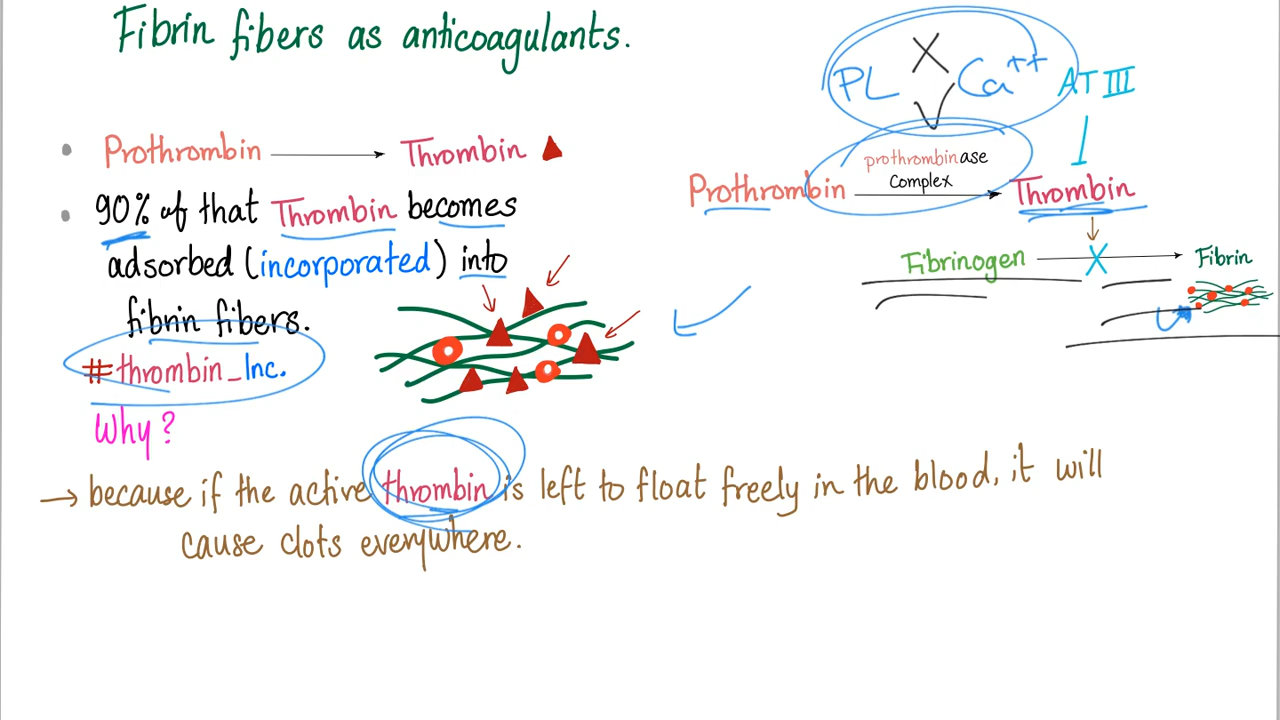 Fibrin fibers as anticoagulants.
• Prothrombin → Thrombin
• 90% of that Thrombin becomes
adsorbed (incorporated) into
fibrin fibers.
#thrombin_Inc.
Why?
→ because if the active thrombin is left to float freely in the blood, it will
cause clots everywhere.
PL X Ca++ AT III
prothrombinase
complex
Prothrombin → Thrombin
Fibrinogen → X Fibrin